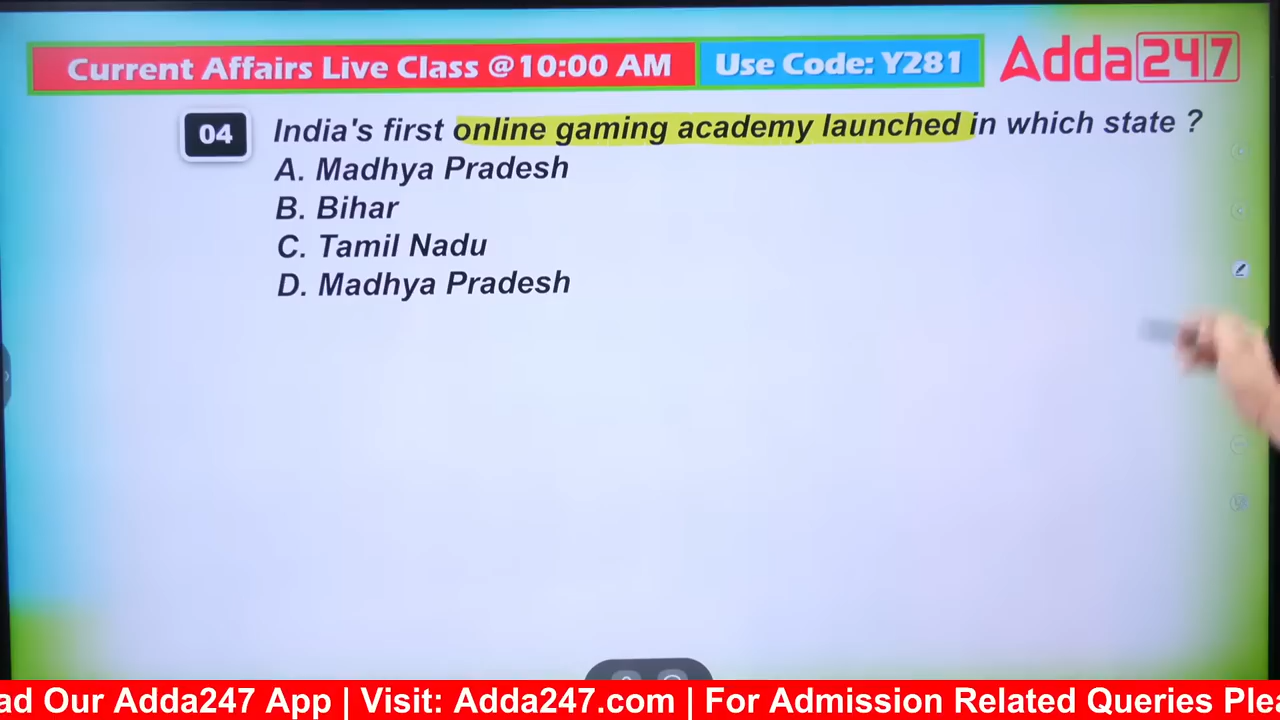 Current Affairs Live Class @10:00 AM
Use Code: Y281
Adda247
04
India's first online gaming academy launched in which state ?
A. Madhya Pradesh
B. Bihar
C. Tamil Nadu
D. Madhya Pradesh
ad Our Adda247 App | Visit: Adda247.com | For Admission Related Queries Plea